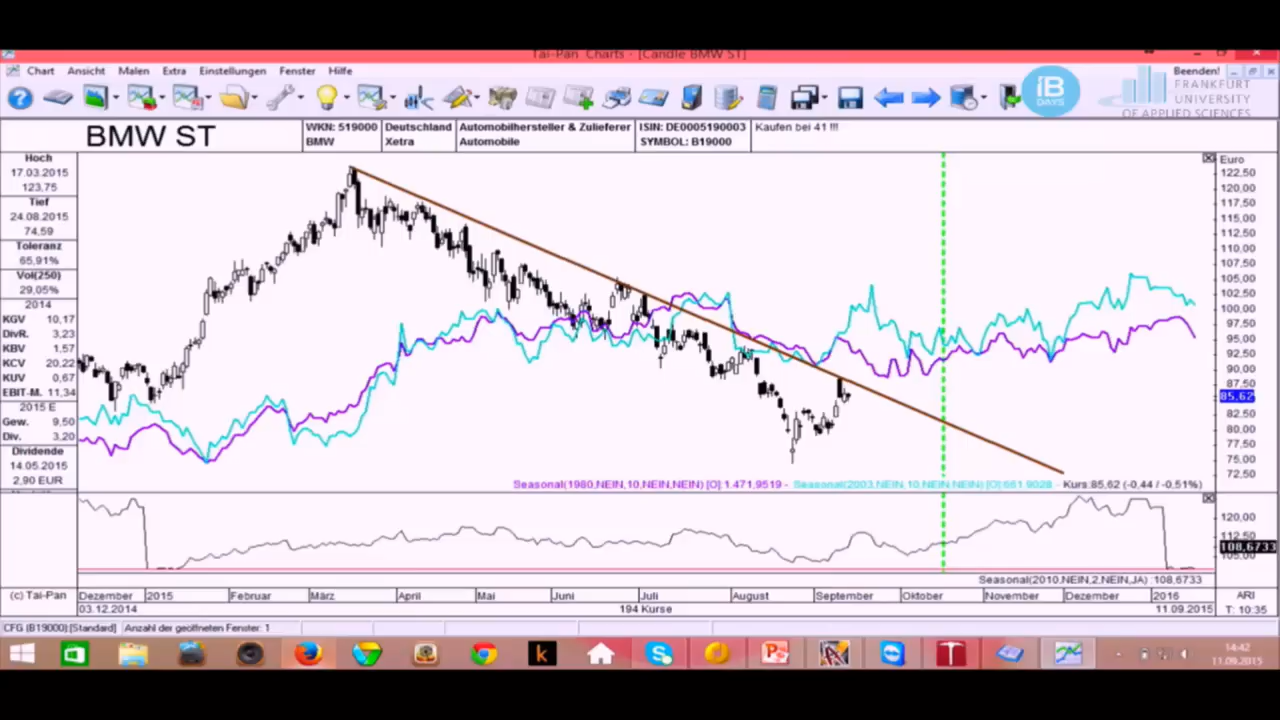 Tai-Pan Charts - [Candle BMW ST]
Chart Ansicht Malen Extra Einstellungen Fenster Hilfe Beenden!
iB DAYS
FRANKFURT
UNIVERSITY
OF APPLIED SCIENCES
BMW ST
WKN: 519000 Deutschland Automobilhersteller & Zulieferer ISIN: DE0005190003 Kaufen bei 41 !!!
BMW Xetra Automobile SYMBOL: B19000
Hoch
17.03.2015
123,75
Tief
24.08.2015
74,59
Toleranz
65,91%
Vol(250)
29,05%
2014
KGV 10,17
DivR. 3,23
KBV 1,57
KCV 20,22
KUV 0,67
EBIT-M. 11,34
2015 E
Gew. 9,50
Div. 3,20
Dividende
14.05.2015
2,90 EUR
Euro
122,50
120,00
117,50
115,00
112,50
110,00
107,50
105,00
102,50
100,00
97,50
95,00
92,50
90,00
87,50
85,62
82,50
80,00
77,50
75,00
72,50
Seasonal(1980,NEIN,10,NEIN,NEIN) [O]:1.471,9519 - Seasonal(2003,NEIN,10,NEIN,NEIN) [O]:661,9028 - Kurs:85,62 (-0,44 / -0,51%)
120,00
112,50
108,6733
105,00
Seasonal(2010,NEIN,2,NEIN,JA) :108,6733
(c) Tai-Pan Dezember 2015 Februar März April Mai Juni Juli August September Oktober November Dezember 2016 ARI
03.12.2014 194 Kurse 11.09.2015 T: 10:35
CFG (B19000):[Standard] Anzahl der geöffneten Fenster: 1
14:42
11.09.2015